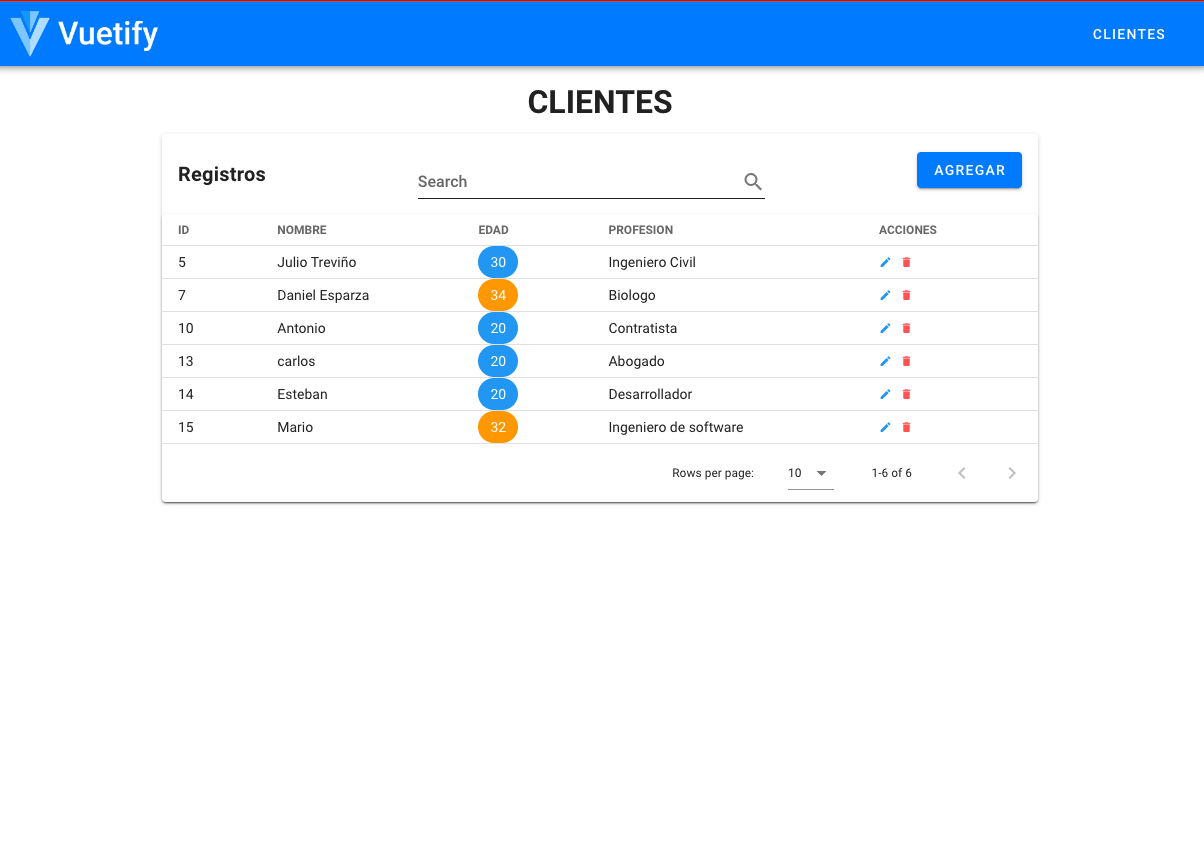 Vuetify
CLIENTES
CLIENTES
Registros
Search
AGREGAR
ID NOMBRE EDAD PROFESION ACCIONES
5 Julio Treviño 30 Ingeniero Civil
7 Daniel Esparza 34 Biologo
10 Antonio 20 Contratista
13 carlos 20 Abogado
14 Esteban 20 Desarrollador
15 Mario 32 Ingeniero de software
Rows per page: 10 1-6 of 6